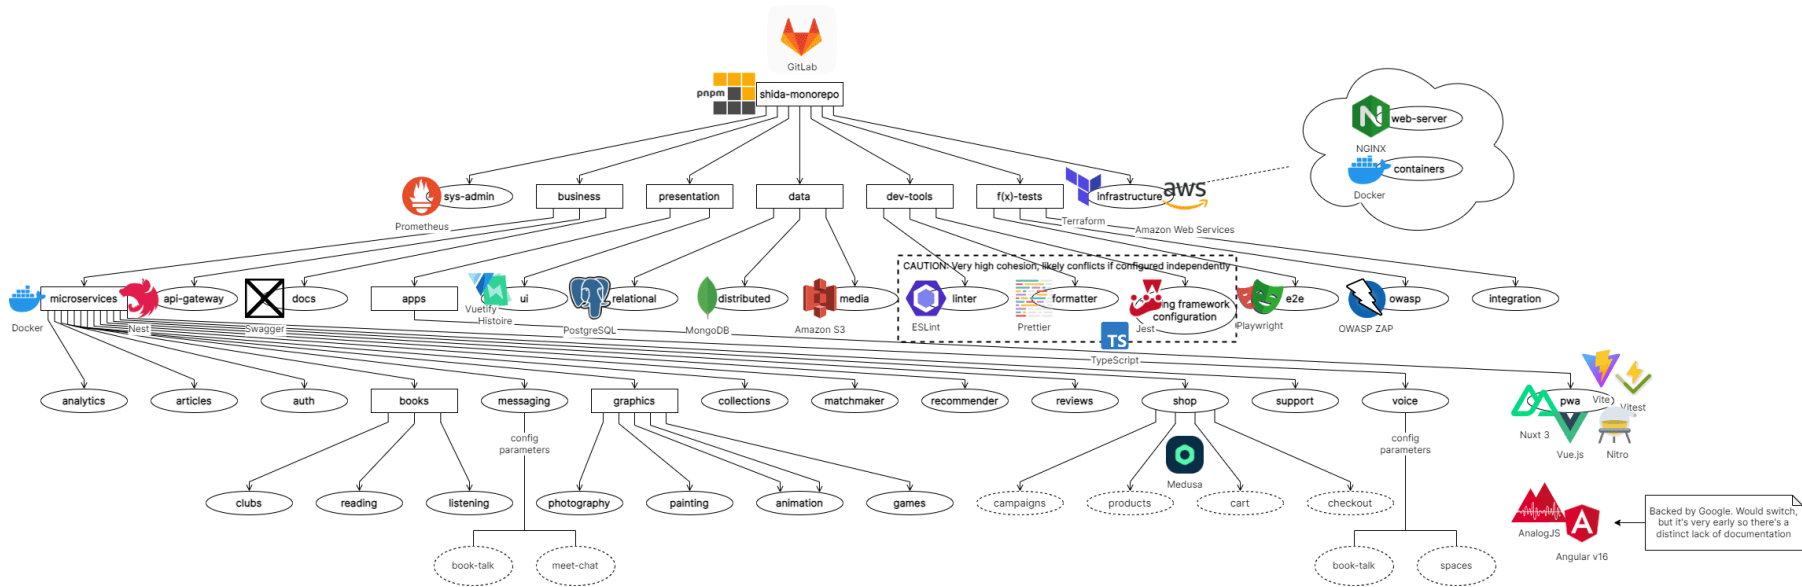 GitLab
pnpm
shida-monorepo
web-server
NGINX
containers
Docker
sys-admin
Prometheus
business
presentation
data
dev-tools
f(x)-tests
infrastructure
aws
Terraform
Amazon Web Services
CAUTION: Very high cohesion, likely conflicts if configured independently
microservices
Docker
api-gateway
Nest
docs
Swagger
apps
ui
Vuetify
Histoire
relational
PostgreSQL
distributed
MongoDB
media
Amazon S3
linter
ESLint
formatter
Prettier
ing framework
configuration
Jest
TS
TypeScript
e2e
Playwright
owasp
OWASP ZAP
integration
analytics
articles
auth
books
messaging
graphics
collections
matchmaker
recommender
reviews
shop
support
voice
pwa
Vite
Vitest
Nuxt 3
Vue.js
Nitro
config
parameters
config
parameters
Medusa
clubs
reading
listening
photography
painting
animation
games
campaigns
products
cart
checkout
AnalogJS
A
Angular v16
Backed by Google. Would switch,
but it's very early so there's a
distinct lack of documentation
book-talk
meet-chat
book-talk
spaces